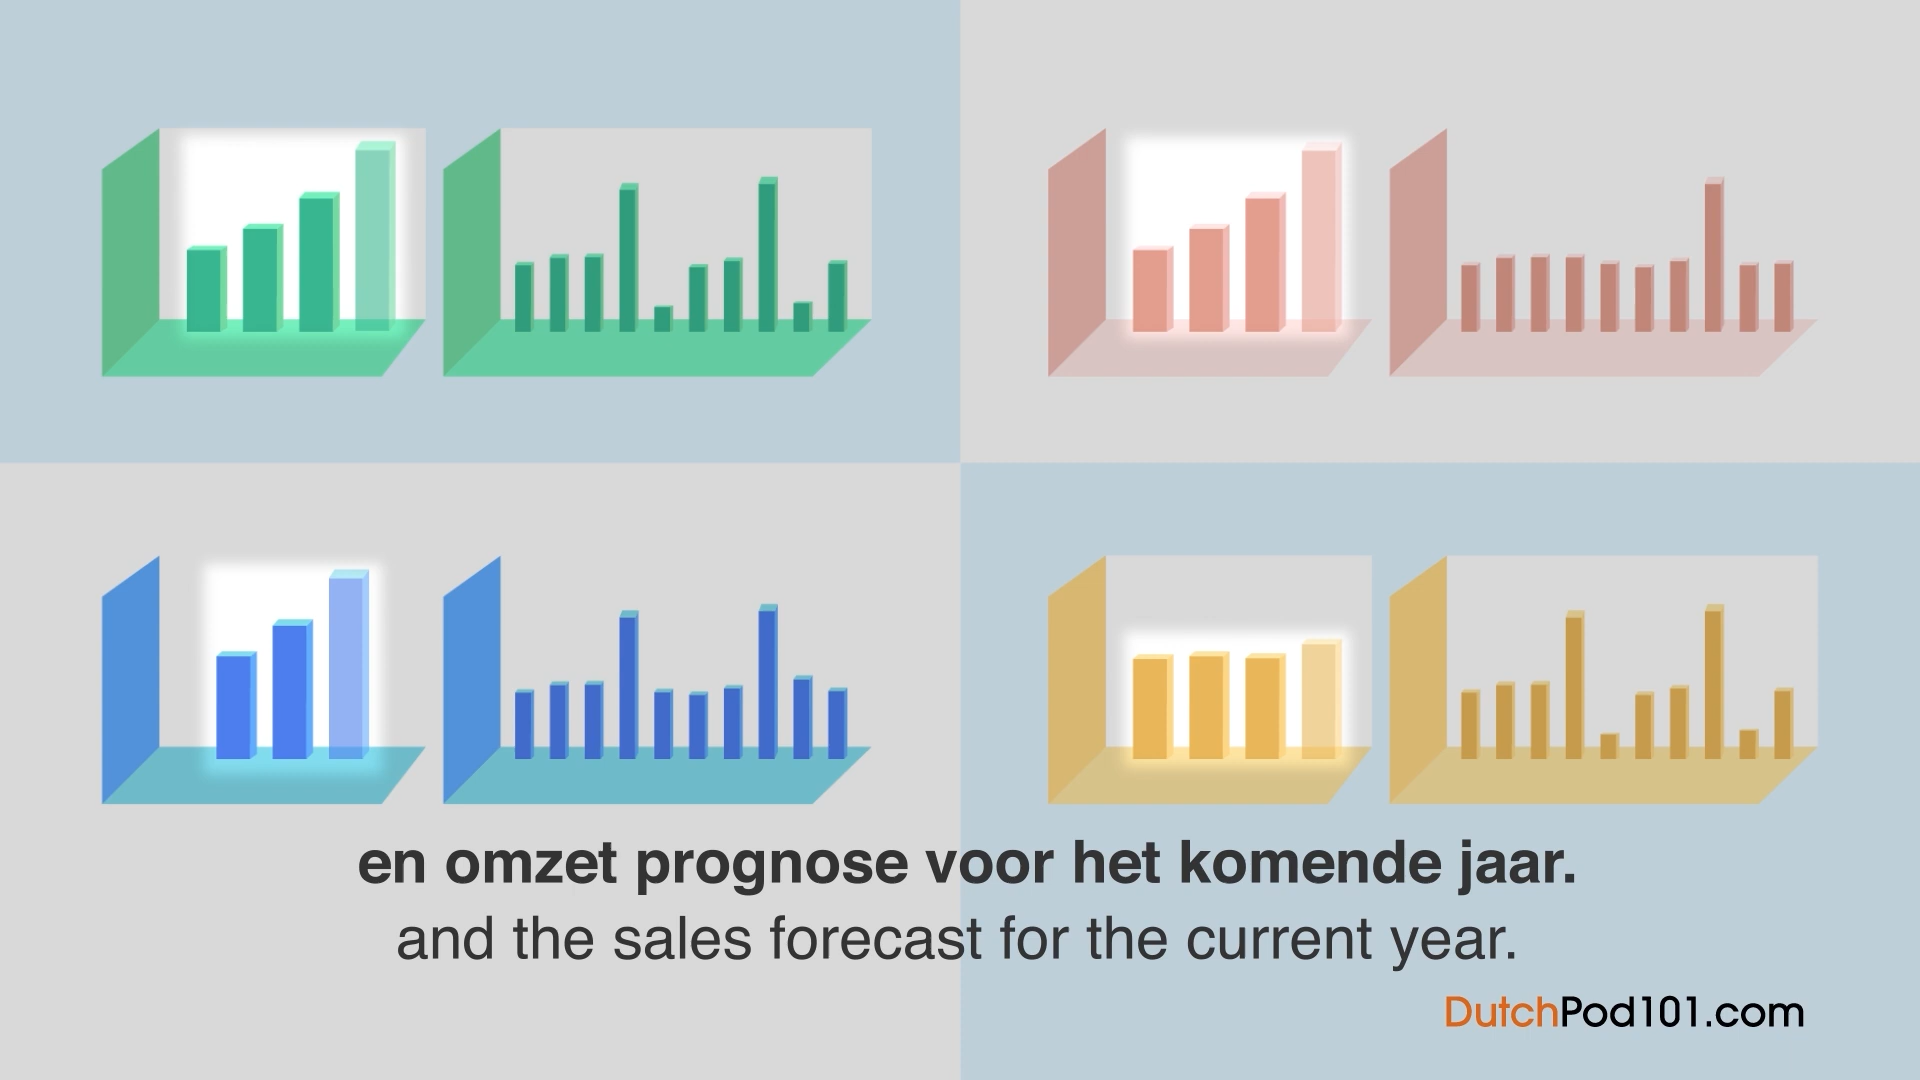 en omzet prognose voor het komende jaar.
and the sales forecast for the current year.
DutchPod101.com